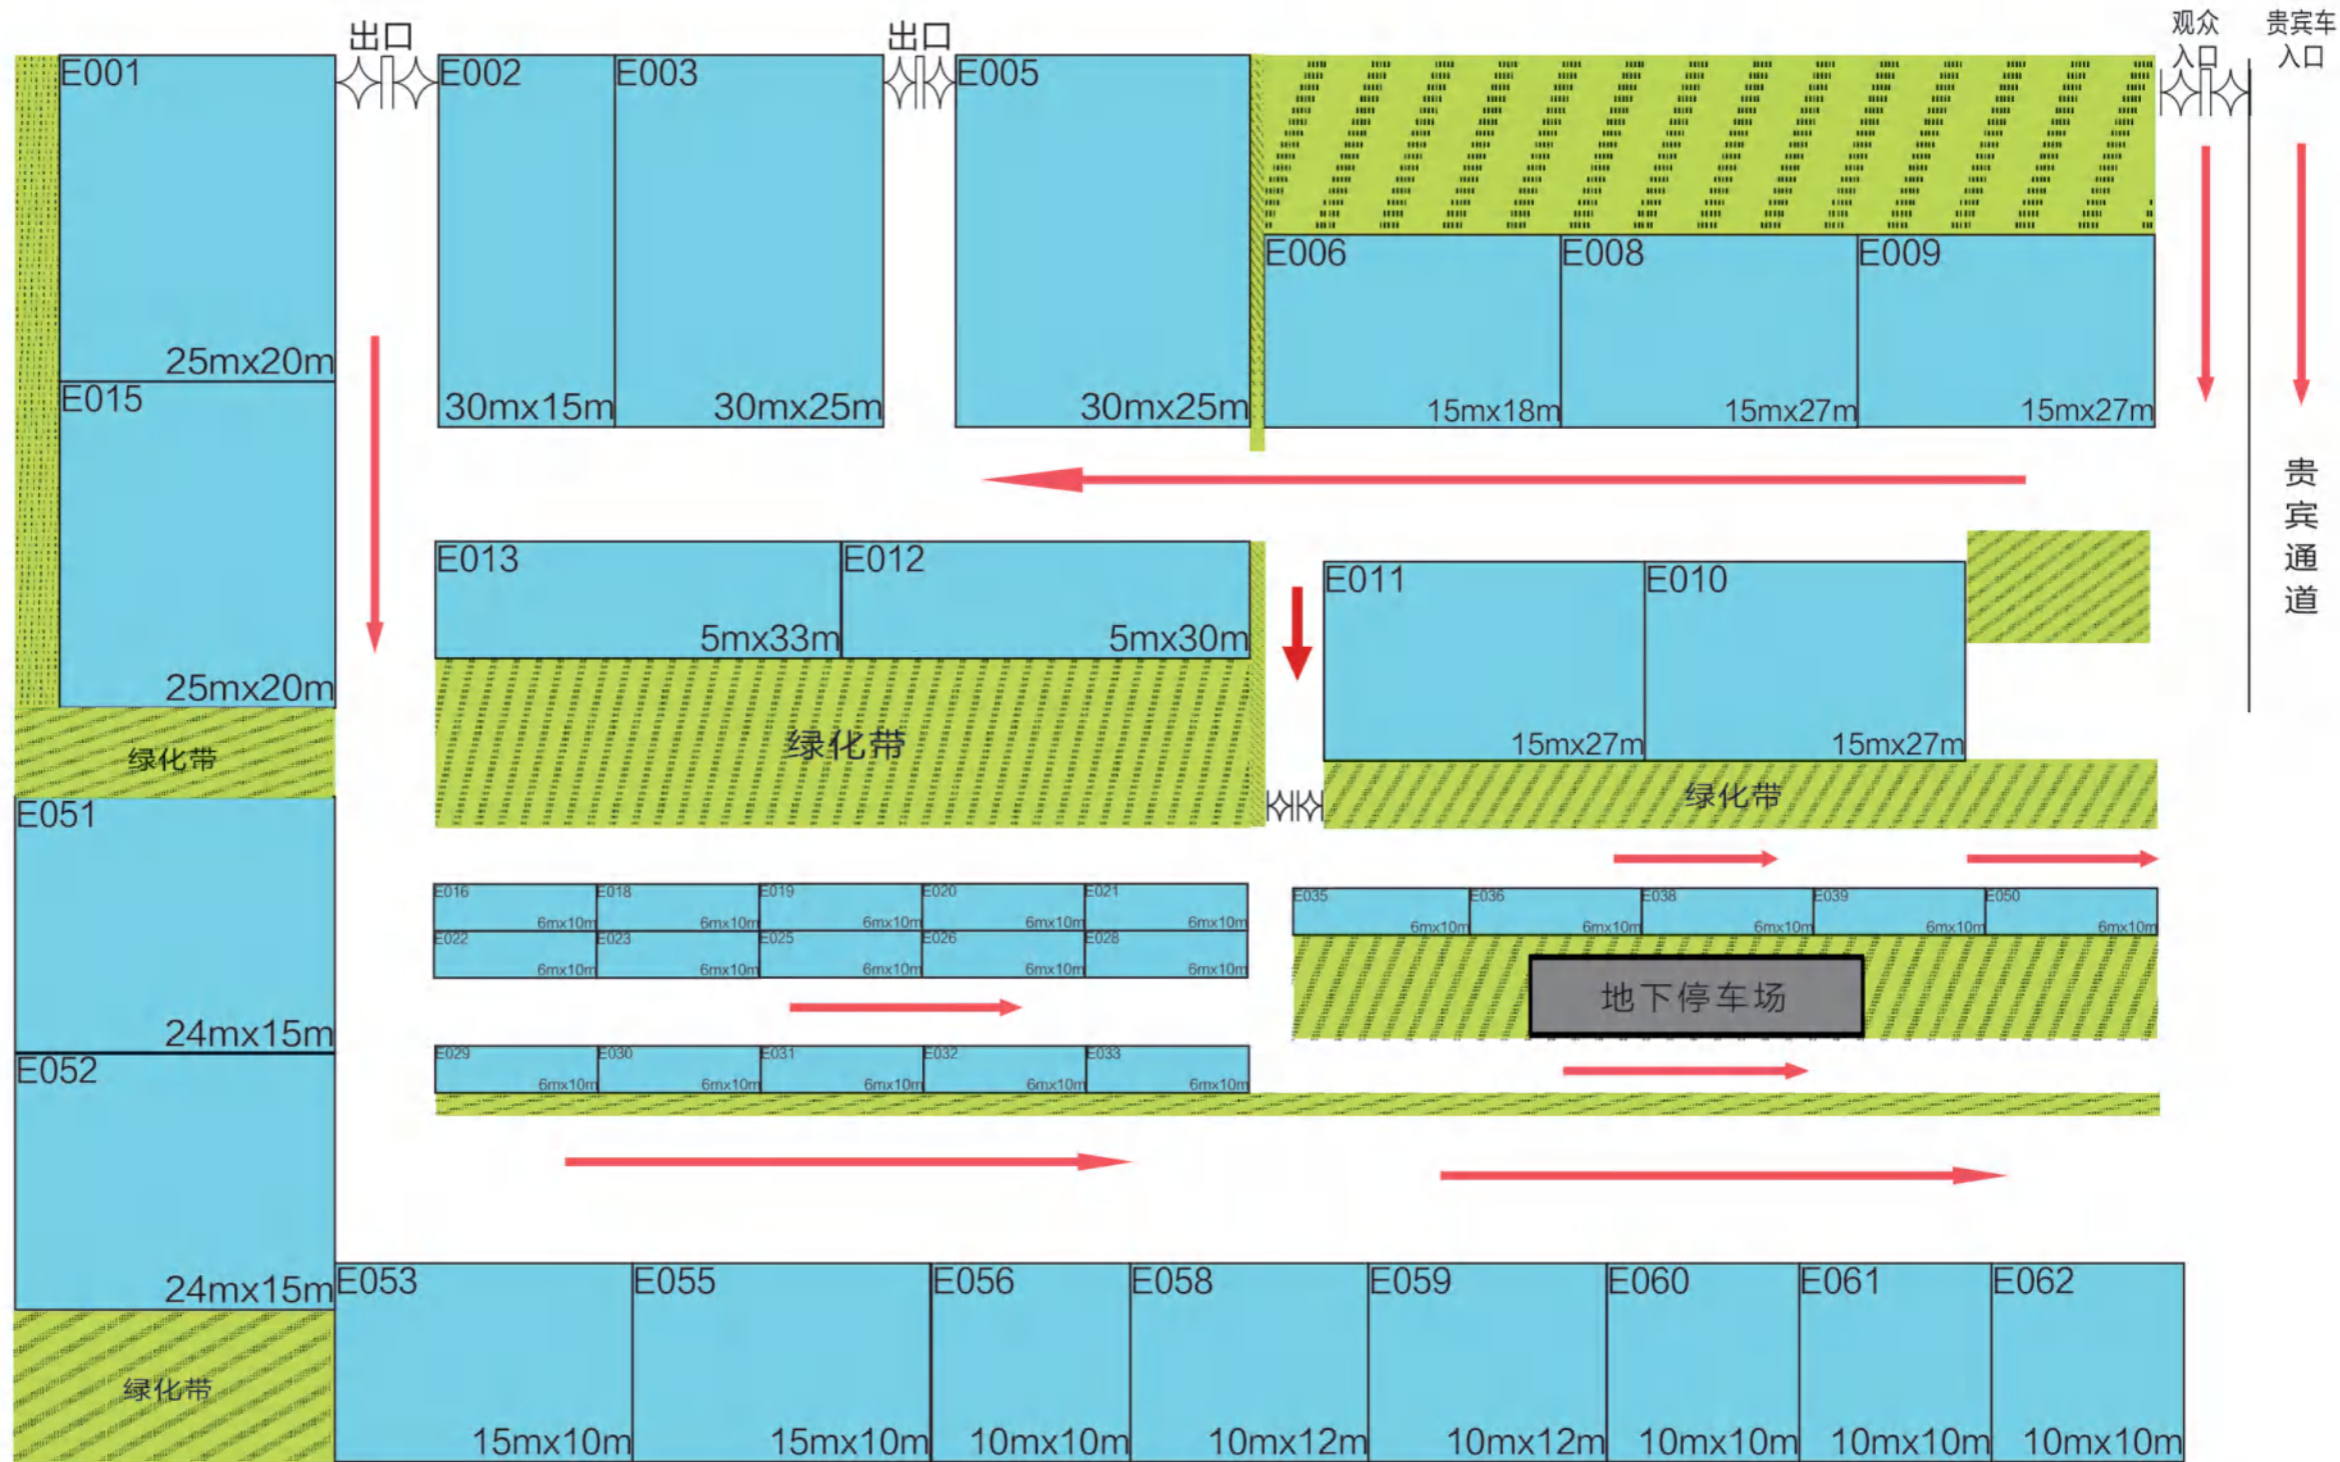 出口
出口
观众
入口
贵宾车
入口
E001
25mx20m
E002
30mx15m
E003
30mx25m
E005
30mx25m
E006
15mx18m
E008
15mx27m
E009
15mx27m
贵
宾
通
道
E015
25mx20m
绿化带
E013
5mx33m
E012
5mx30m
绿化带
E011
15mx27m
E010
15mx27m
绿化带
E051
24mx15m
E052
24mx15m
绿化带
E016
6mx10m
E018
6mx10m
E019
6mx10m
E020
6mx10m
E021
6mx10m
E022
6mx10m
E023
6mx10m
E025
6mx10m
E026
6mx10m
E028
6mx10m
E029
6mx10m
E030
6mx10m
E031
6mx10m
E032
6mx10m
E033
6mx10m
E035
6mx10m
E036
6mx10m
E038
6mx10m
E039
6mx10m
E050
6mx10m
地下停车场
E053
15mx10m
E055
15mx10m
E056
10mx10m
E058
10mx12m
E059
10mx12m
E060
10mx10m
E061
10mx10m
E062
10mx10m